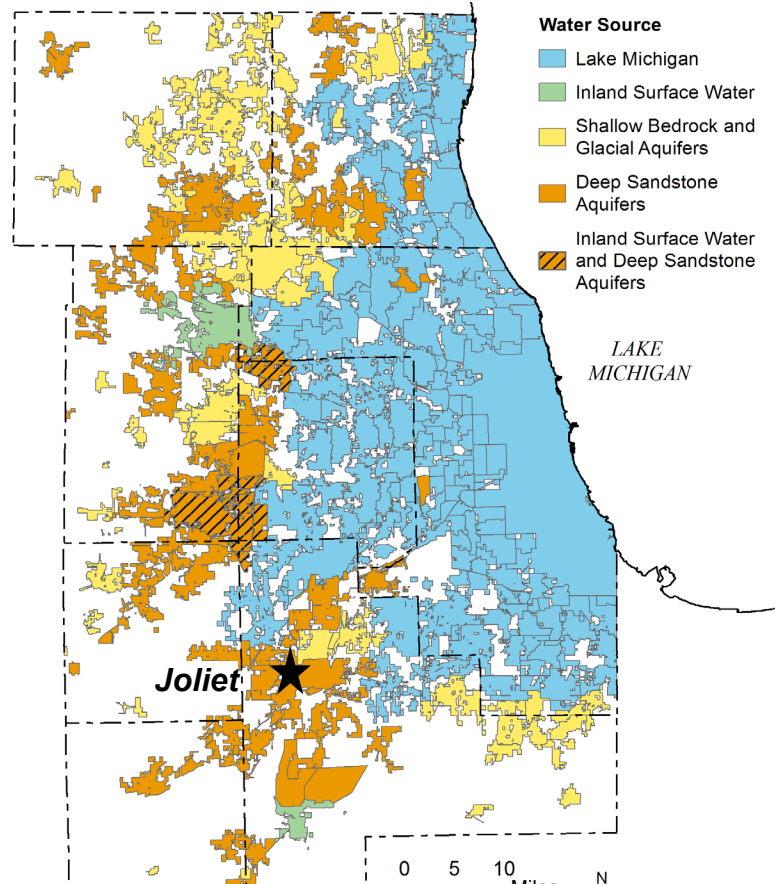 Water Source
Lake Michigan
Inland Surface Water
Shallow Bedrock and
Glacial Aquifers
Deep Sandstone
Aquifers
Inland Surface Water
and Deep Sandstone
Aquifers
LAKE
MICHIGAN
Joliet
0 5 10
Miles
N